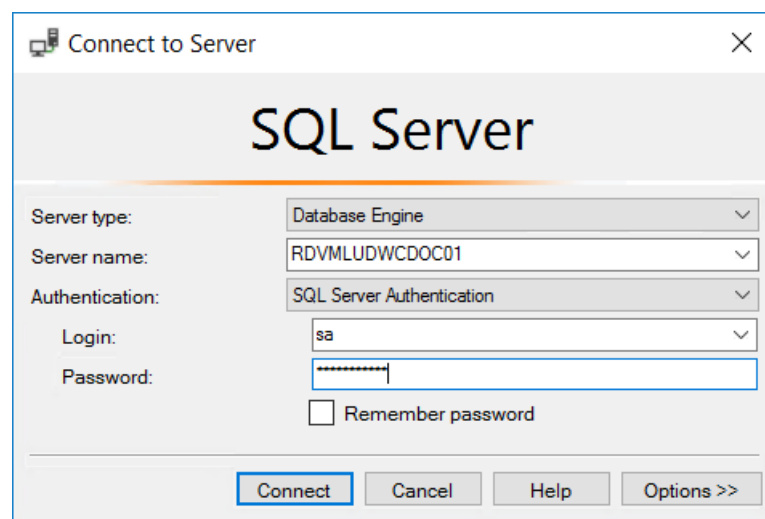 Connect to Server
SQL Server
Server type: Database Engine
Server name: RDVMLUDWCDOC01
Authentication: SQL Server Authentication
Login: sa
Password: ***********
Remember password
Connect Cancel Help Options >>